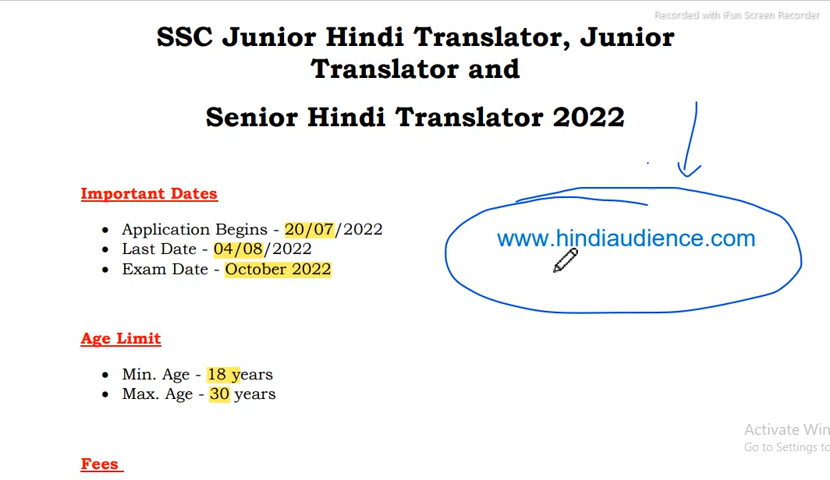 Recorded with iFun Screen Recorder
SSC Junior Hindi Translator, Junior
Translator and
Senior Hindi Translator 2022
Important Dates
• Application Begins - 20/07/2022
• Last Date - 04/08/2022
• Exam Date - October 2022
www.hindiaudience.com
Age Limit
• Min. Age - 18 years
• Max. Age - 30 years
Activate Win
Go to Settings to
Fees